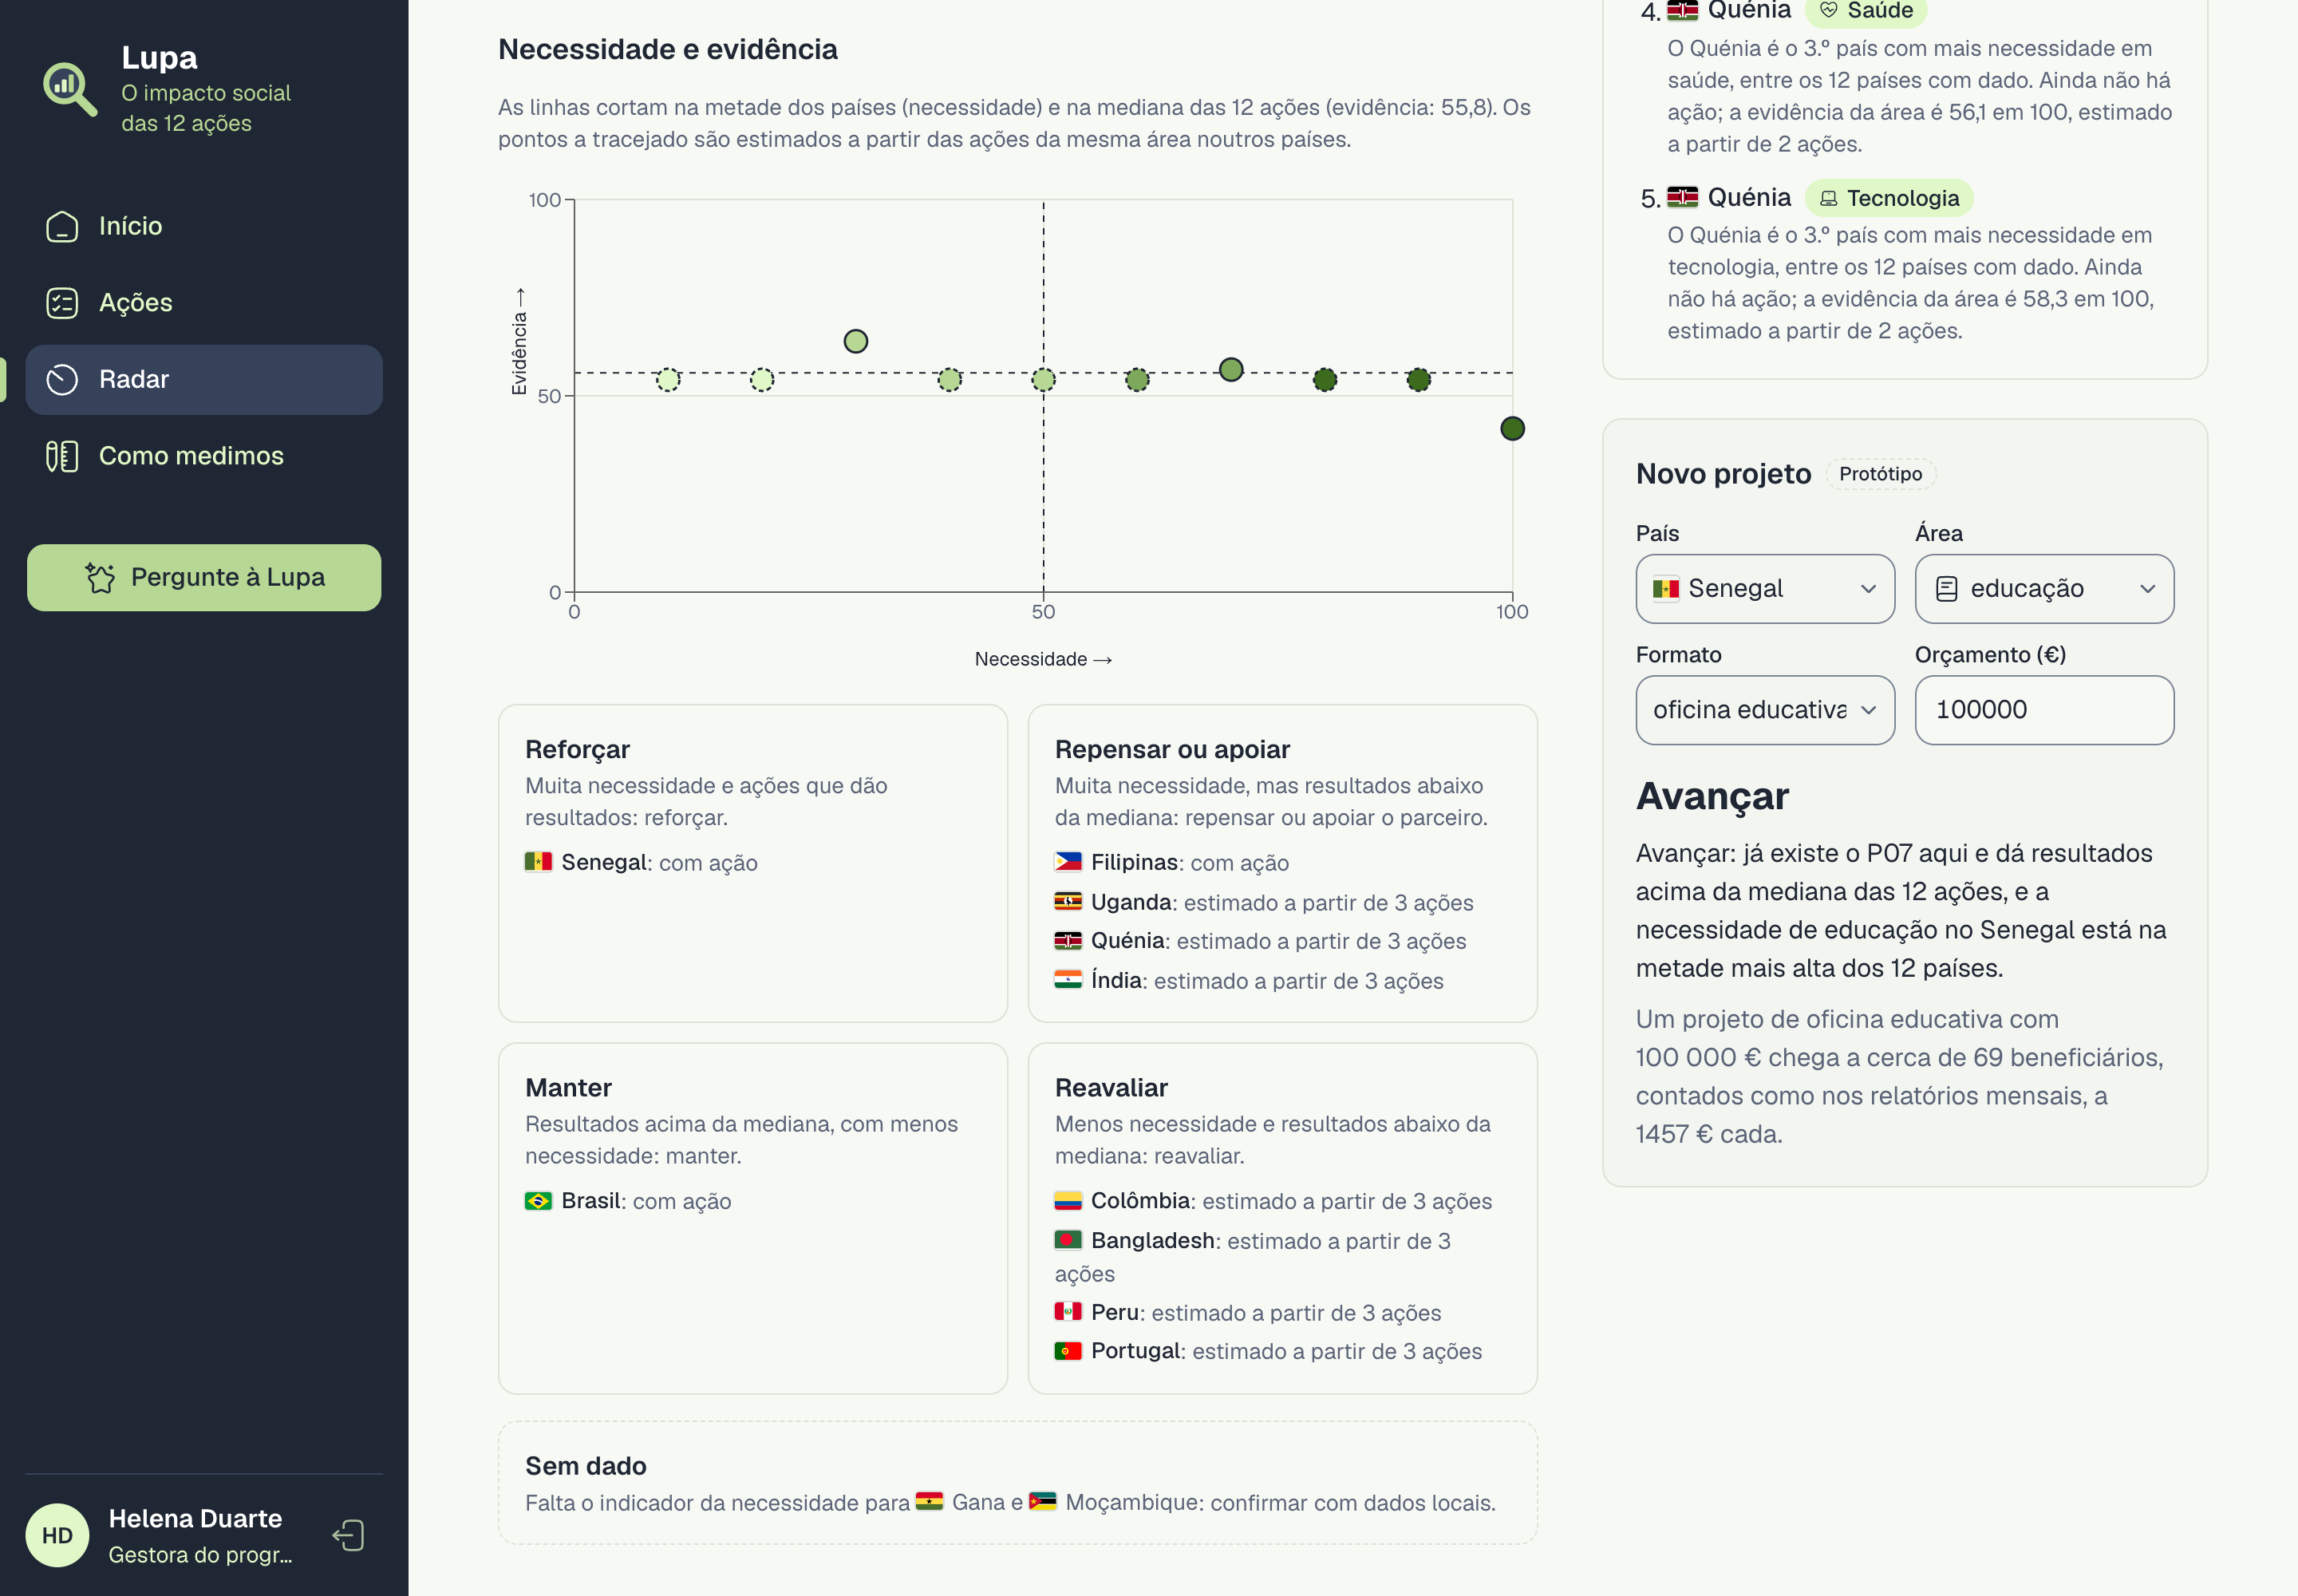 Lupa
O impacto social
das 12 ações
Início
Ações
Radar
Como medimos
Pergunte à Lupa
HD
Helena Duarte
Gestora do progr...
Necessidade e evidência
As linhas cortam na metade dos países (necessidade) e na mediana das 12 ações (evidência: 55,8). Os
pontos a tracejado são estimados a partir das ações da mesma área noutros países.
100
Evidência →
50
0
0
50
100
Necessidade →
Reforçar
Muita necessidade e ações que dão
resultados: reforçar.
Senegal: com ação
Repensar ou apoiar
Muita necessidade, mas resultados abaixo
da mediana: repensar ou apoiar o parceiro.
Filipinas: com ação
Uganda: estimado a partir de 3 ações
Quénia: estimado a partir de 3 ações
Índia: estimado a partir de 3 ações
Manter
Resultados acima da mediana, com menos
necessidade: manter.
Brasil: com ação
Reavaliar
Menos necessidade e resultados abaixo da
mediana: reavaliar.
Colômbia: estimado a partir de 3 ações
Bangladesh: estimado a partir de 3
ações
Peru: estimado a partir de 3 ações
Portugal: estimado a partir de 3 ações
Sem dado
Falta o indicador da necessidade para Gana e Moçambique: confirmar com dados locais.
4. Quénia Saúde
O Quénia é o 3.º país com mais necessidade em
saúde, entre os 12 países com dado. Ainda não há
ação; a evidência da área é 56,1 em 100, estimado
a partir de 2 ações.
5. Quénia Tecnologia
O Quénia é o 3.º país com mais necessidade em
tecnologia, entre os 12 países com dado. Ainda
não há ação; a evidência da área é 58,3 em 100,
estimado a partir de 2 ações.
Novo projeto Protótipo
País
Senegal
Área
educação
Formato
oficina educativa
Orçamento (€)
100000
Avançar
Avançar: já existe o P07 aqui e dá resultados
acima da mediana das 12 ações, e a
necessidade de educação no Senegal está na
metade mais alta dos 12 países.
Um projeto de oficina educativa com
100 000 € chega a cerca de 69 beneficiários,
contados como nos relatórios mensais, a
1457 € cada.